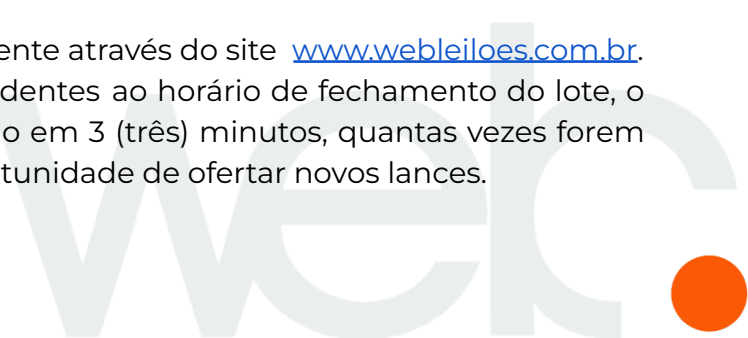 ente através do site www.webleiloes.com.br.
dentes ao horário de fechamento do lote, o
o em 3 (três) minutos, quantas vezes forem
tunidade de ofertar novos lances.
web